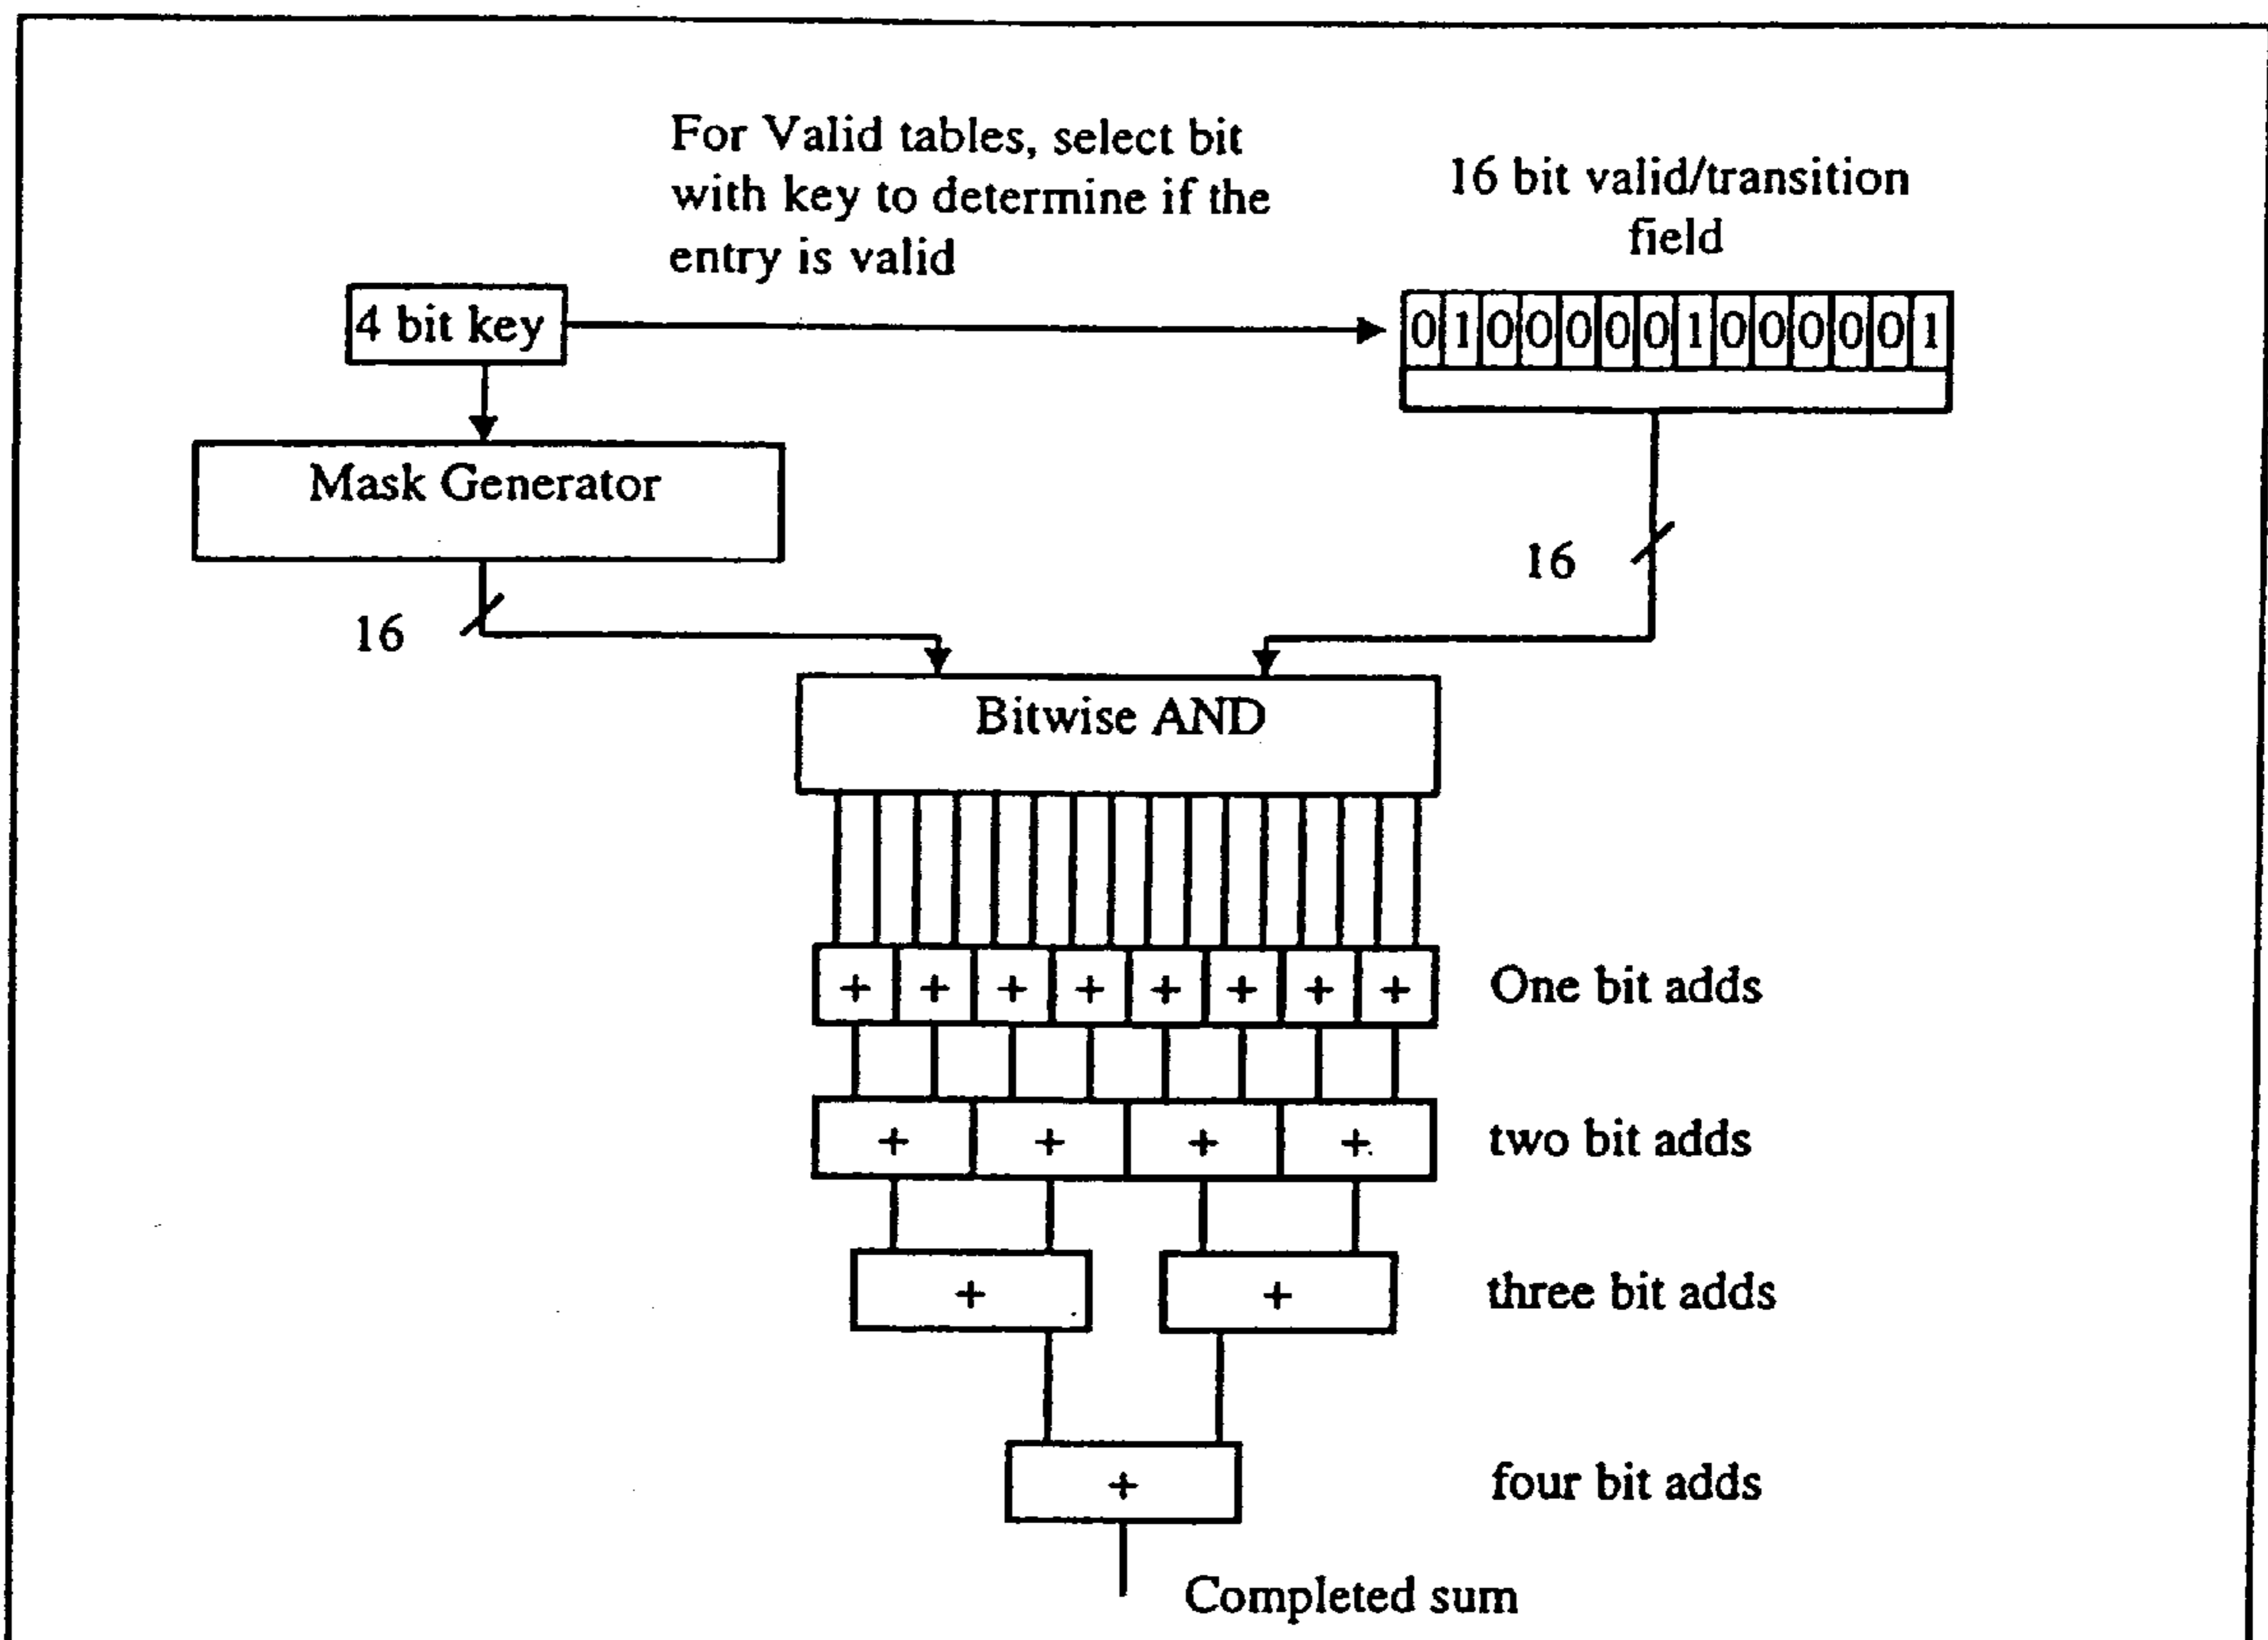 For Valid tables, select bit
with key to determine if the
entry is valid
16 bit valid/transition
field
4 bit key
0 1 0 0 0 0 0 1 0 0 0 0 0 1
Mask Generator
16
16
Bitwise AND
+ + + + + + + +
One bit adds
+ + + +
two bit adds
+ +
three bit adds
+
four bit adds
Completed sum